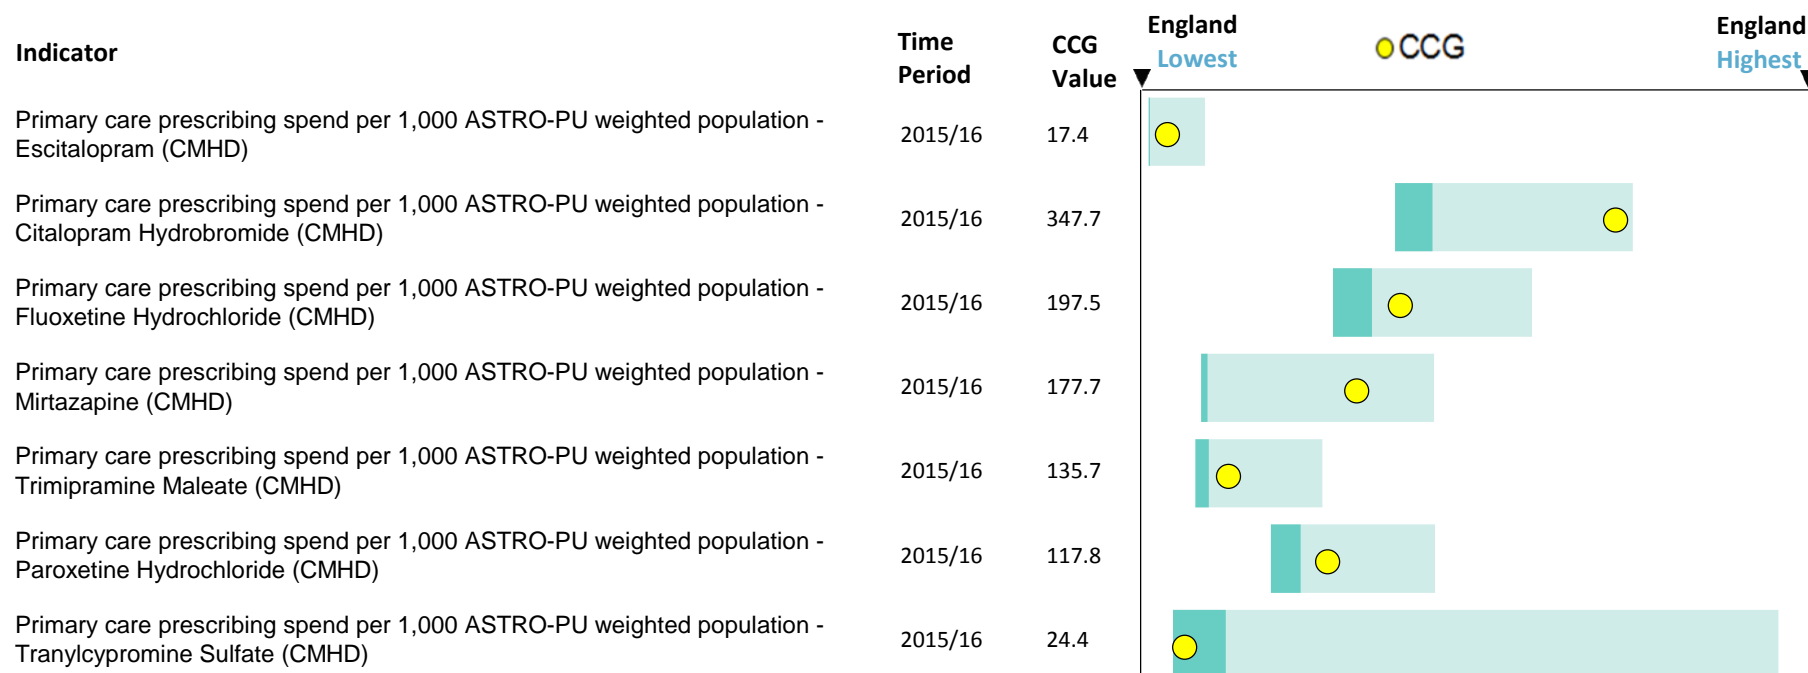 Indicator
Time Period
CCG Value
England Lowest
CCG
England Highest
Primary care prescribing spend per 1,000 ASTRO-PU weighted population -
Escitalopram (CMHD)
2015/16
17.4
Primary care prescribing spend per 1,000 ASTRO-PU weighted population -
Citalopram Hydrobromide (CMHD)
2015/16
347.7
Primary care prescribing spend per 1,000 ASTRO-PU weighted population -
Fluoxetine Hydrochloride (CMHD)
2015/16
197.5
Primary care prescribing spend per 1,000 ASTRO-PU weighted population -
Mirtazapine (CMHD)
2015/16
177.7
Primary care prescribing spend per 1,000 ASTRO-PU weighted population -
Trimipramine Maleate (CMHD)
2015/16
135.7
Primary care prescribing spend per 1,000 ASTRO-PU weighted population -
Paroxetine Hydrochloride (CMHD)
2015/16
117.8
Primary care prescribing spend per 1,000 ASTRO-PU weighted population -
Tranylcypromine Sulfate (CMHD)
2015/16
24.4